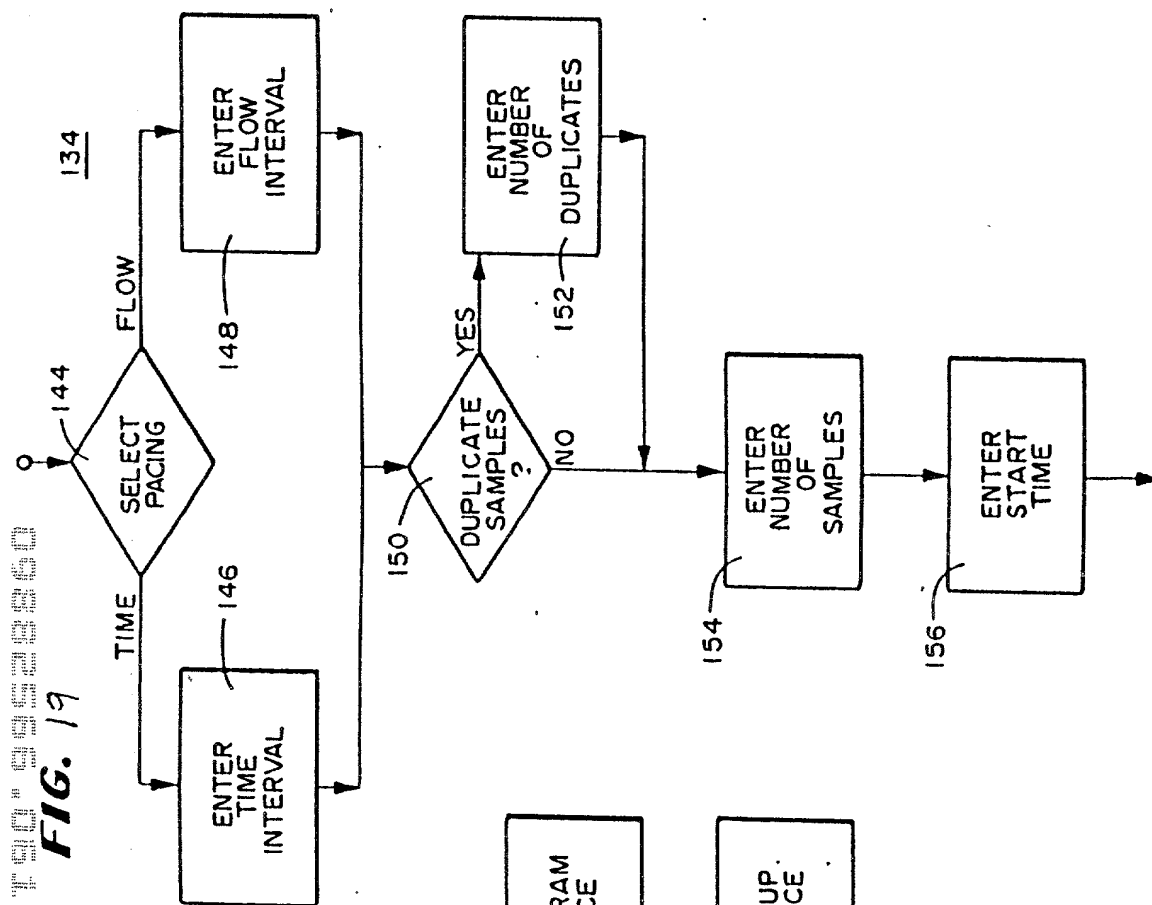 FIG. 19
134
144
SELECT
PACING
TIME
FLOW
146
ENTER
TIME
INTERVAL
148
ENTER
FLOW
INTERVAL
150
DUPLICATE
SAMPLES
?
YES
NO
152
ENTER
NUMBER
OF
DUPLICATES
154
ENTER
NUMBER
OF
SAMPLES
156
ENTER
START
TIME
RAM
CE
UP
CE